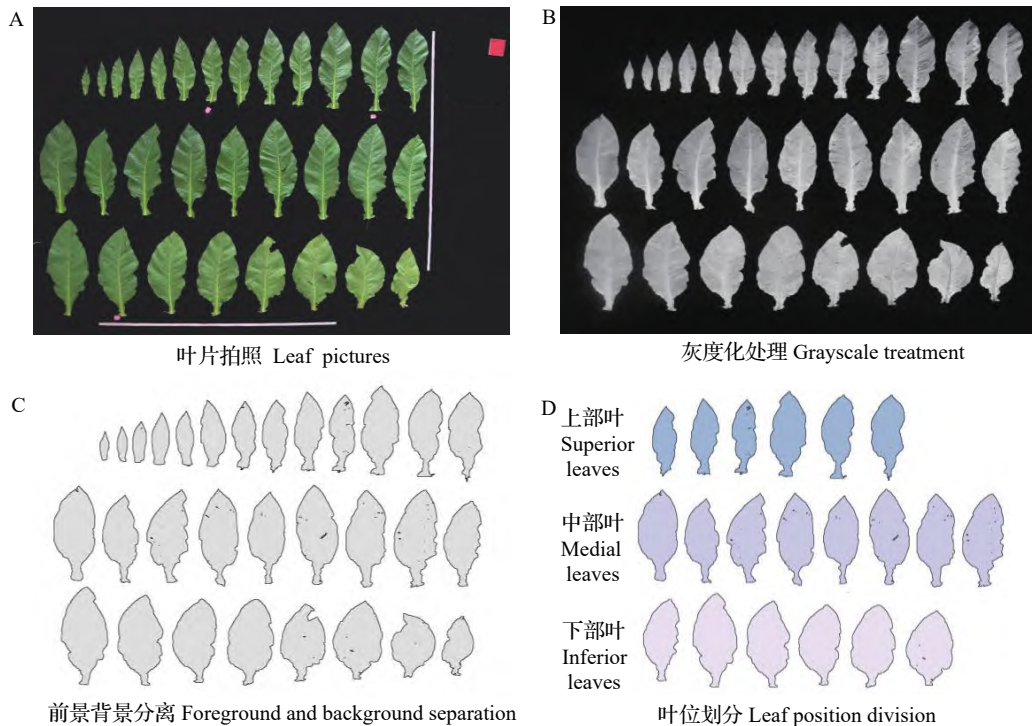 A
B
叶片拍照 Leaf pictures
灰度化处理 Grayscale treatment
C
D
上部叶
Superior
leaves
中部叶
Medial
leaves
下部叶
Inferior
leaves
前景背景分离 Foreground and background separation
叶位划分 Leaf position division